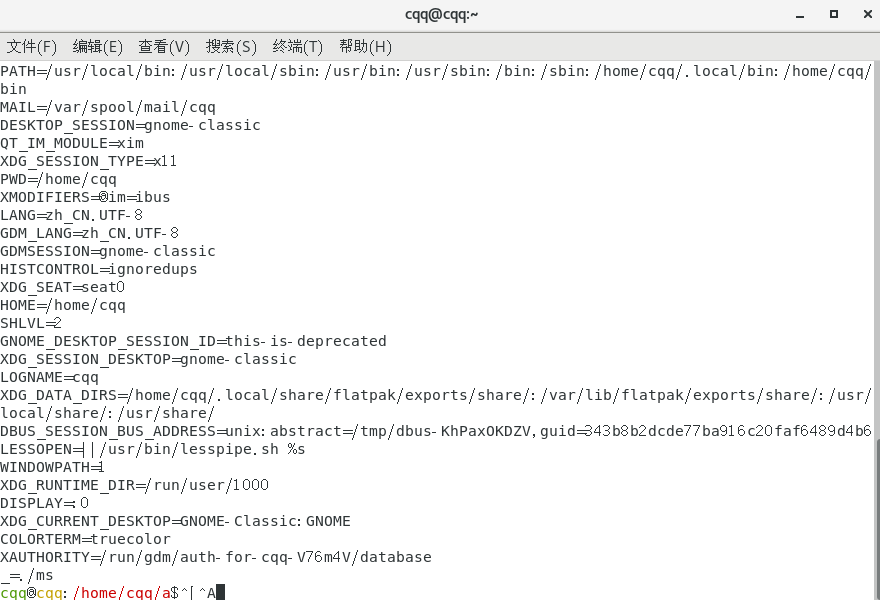 cqq@cqq:~
文件(F) 编辑(E) 查看(V) 搜索(S) 终端(T) 帮助(H)
PATH=/usr/local/bin:/usr/local/sbin:/usr/bin:/usr/sbin:/bin:/sbin:/home/cqq/.local/bin:/home/cqq/
bin
MAIL=/var/spool/mail/cqq
DESKTOP_SESSION=gnome-classic
QT_IM_MODULE=xim
XDG_SESSION_TYPE=x11
PWD=/home/cqq
XMODIFIERS=@im=ibus
LANG=zh_CN.UTF-8
GDM_LANG=zh_CN.UTF-8
GDMSESSION=gnome-classic
HISTCONTROL=ignoredups
XDG_SEAT=seat0
HOME=/home/cqq
SHLVL=2
GNOME_DESKTOP_SESSION_ID=this-is-deprecated
XDG_SESSION_DESKTOP=gnome-classic
LOGNAME=cqq
XDG_DATA_DIRS=/home/cqq/.local/share/flatpak/exports/share/:/var/lib/flatpak/exports/share/:/usr/
local/share/:/usr/share/
DBUS_SESSION_BUS_ADDRESS=unix:abstract=/tmp/dbus-KhPaxOKDZV,guid=343b8b2dcde77ba916c20faf6489d4b6
LESSOPEN=||/usr/bin/lesspipe.sh %s
WINDOWPATH=1
XDG_RUNTIME_DIR=/run/user/1000
DISPLAY=:0
XDG_CURRENT_DESKTOP=GNOME-Classic:GNOME
COLORTERM=truecolor
XAUTHORITY=/run/gdm/auth-for-cqq-V76m4V/database
_=./ms
cqq@cqq:/home/cqq/a$^[^A